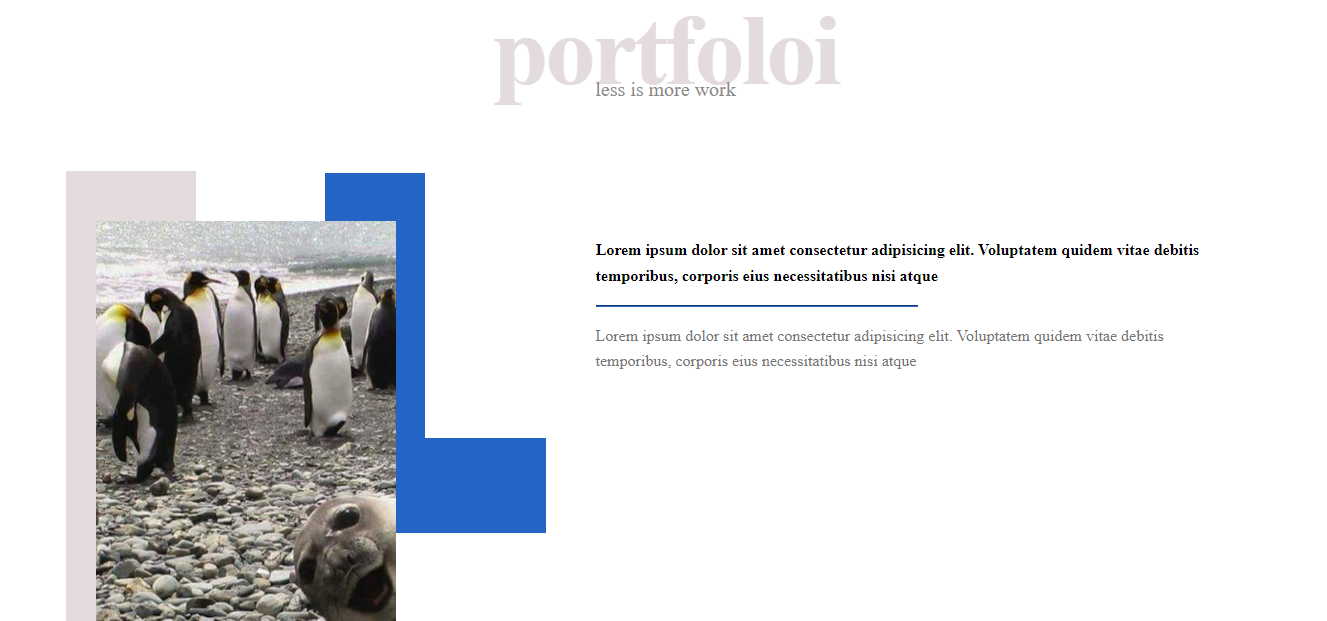 portfoloi
less is more work
Lorem ipsum dolor sit amet consectetur adipisicing elit. Voluptatem quidem vitae debitis
temporibus, corporis eius necessitatibus nisi atque
Lorem ipsum dolor sit amet consectetur adipisicing elit. Voluptatem quidem vitae debitis
temporibus, corporis eius necessitatibus nisi atque